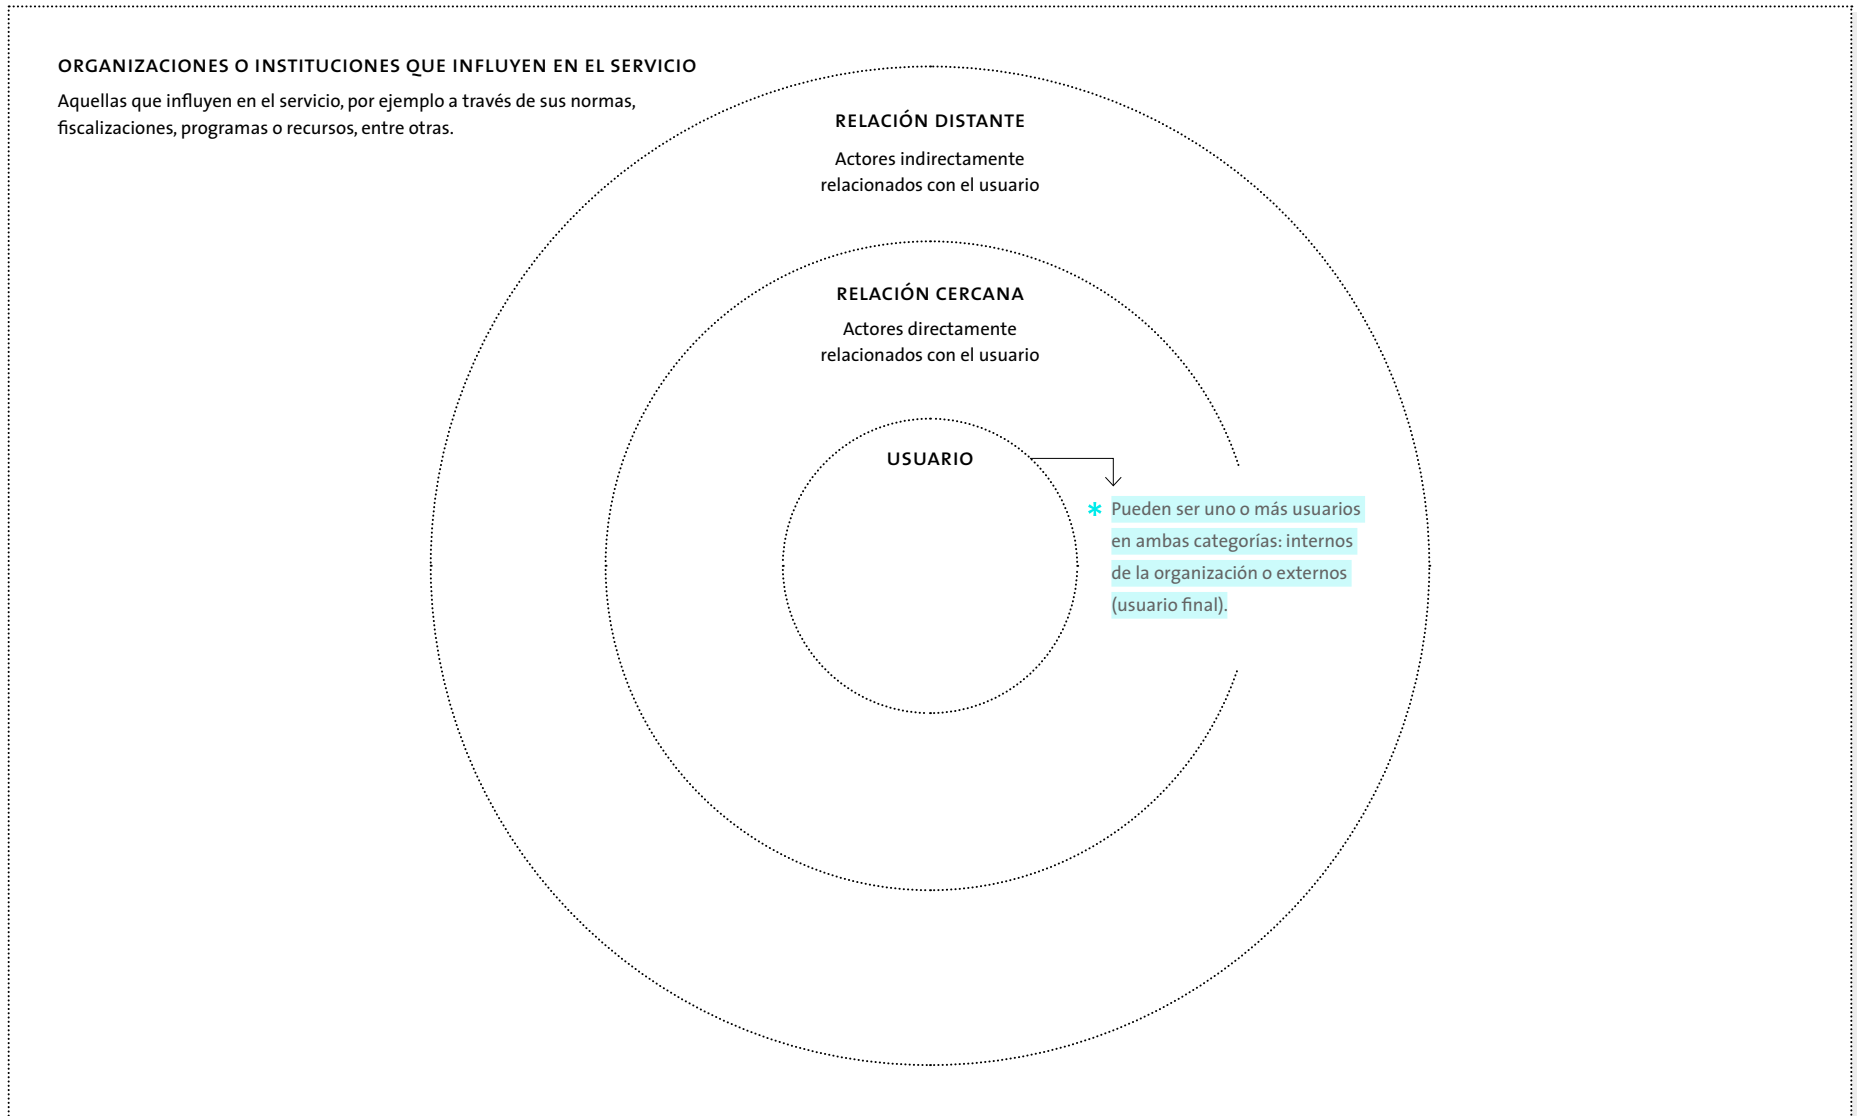 ORGANIZACIONES O INSTITUCIONES QUE INFLUYEN EN EL SERVICIO
Aquellas que influyen en el servicio, por ejemplo a través de sus normas,
fiscalizaciones, programas o recursos, entre otras.
RELACIÓN DISTANTE
Actores indirectamente
relacionados con el usuario
RELACIÓN CERCANA
Actores directamente
relacionados con el usuario
USUARIO
* Pueden ser uno o más usuarios
en ambas categorías: internos
de la organización o externos
(usuario final).